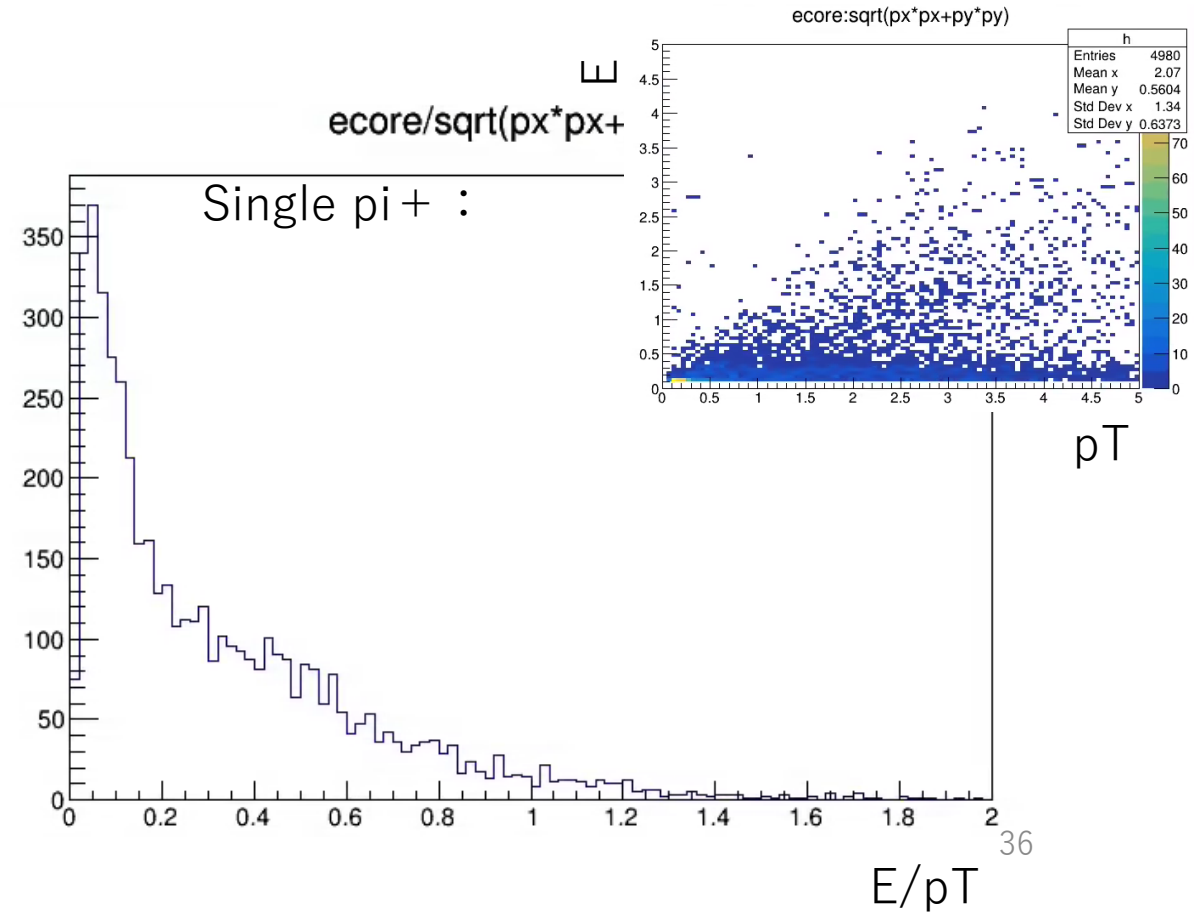 ecore:sqrt(px*px+py*py)
h
Entries 4980
Mean x 2.07
Mean y 0.5604
Std Dev x 1.34
Std Dev y 0.6373
E
5
4.5
4
3.5
3
2.5
2
1.5
1
0.5
0
0 0.5 1 1.5 2 2.5 3 3.5 4 4.5 5
70
60
50
40
30
20
10
0
pT
ecore/sqrt(px*px+
Single pi＋：
350
300
250
200
150
100
50
0
0 0.2 0.4 0.6 0.8 1 1.2 1.4 1.6 1.8 2
E/pT
36